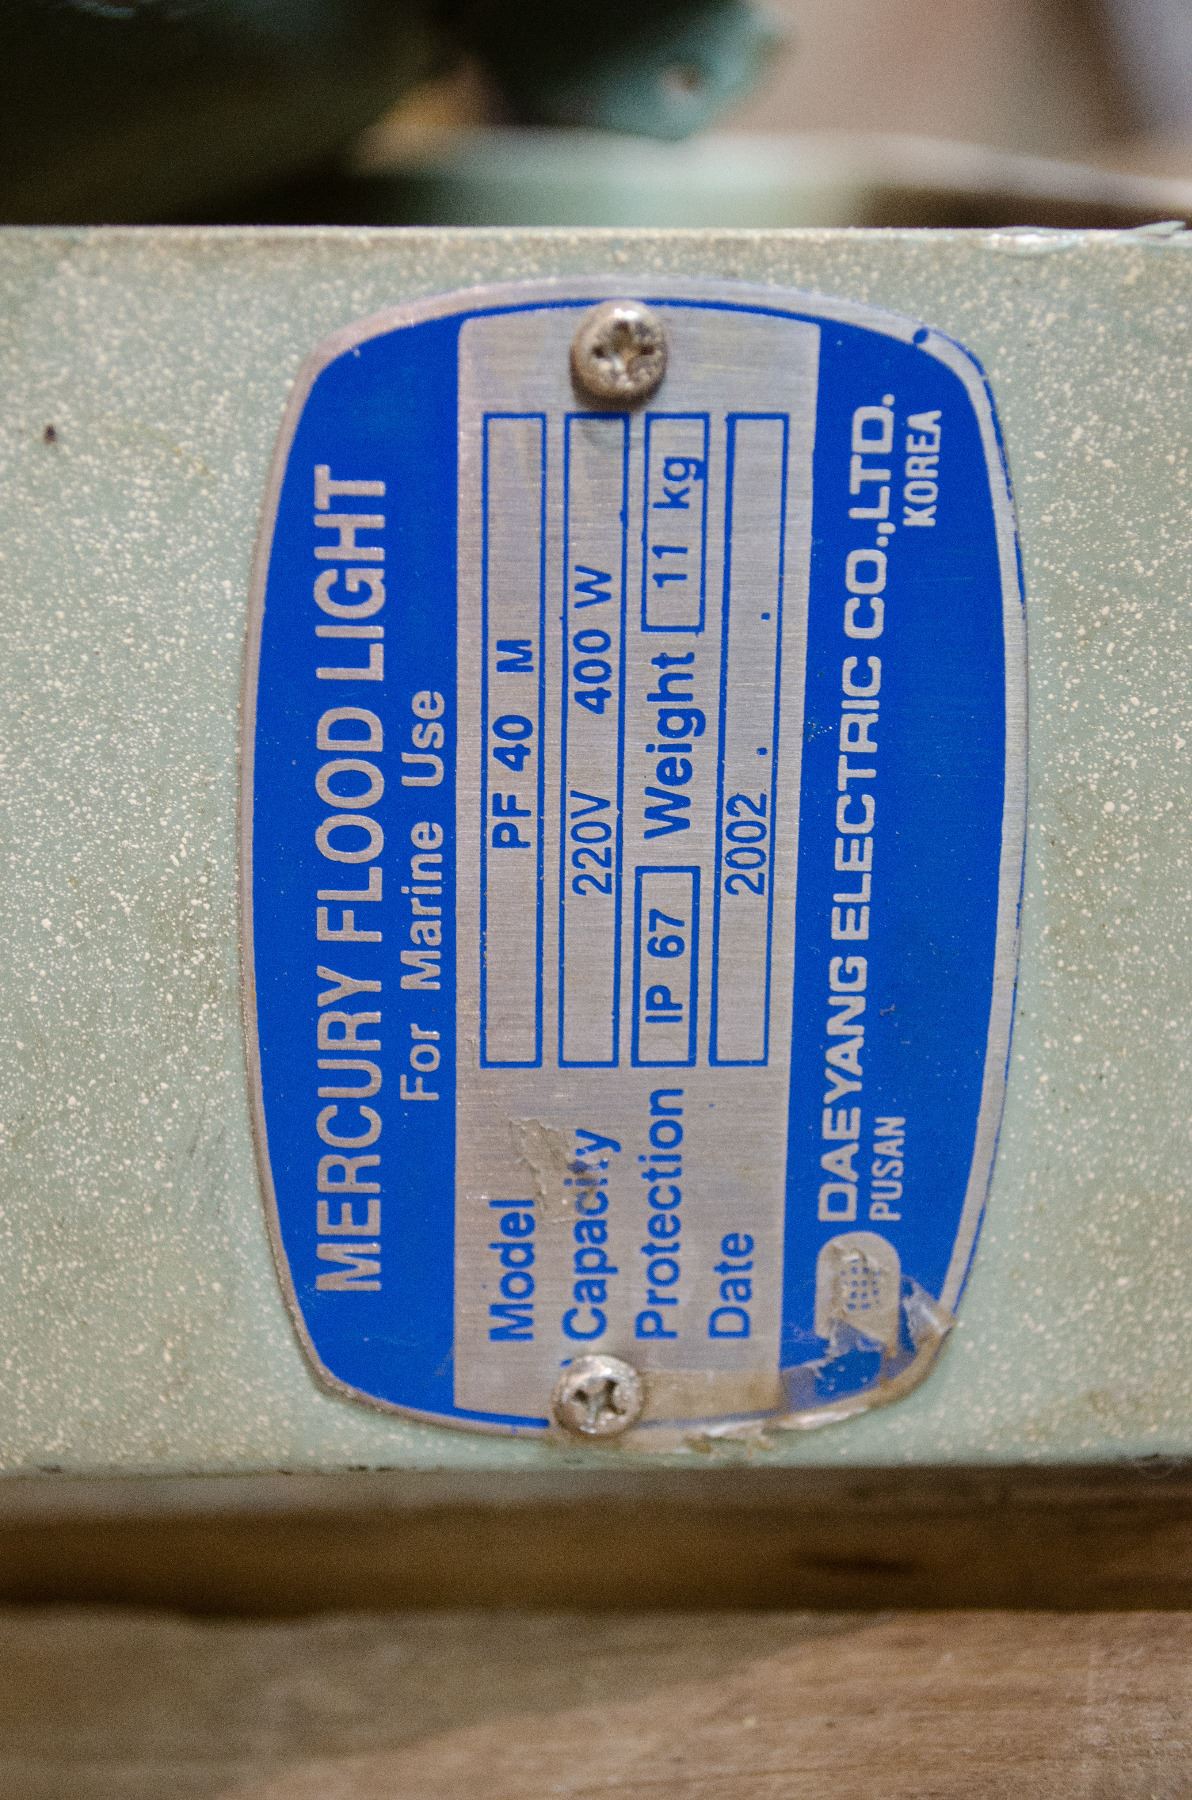 MERCURY FLOOD LIGHT
For Marine Use
Model PF 40 M
Capacity 220V 400 W
Protection IP 67 Weight 11 kg
Date 2002 . .
DAEYANG ELECTRIC CO.,LTD.
PUSAN KOREA